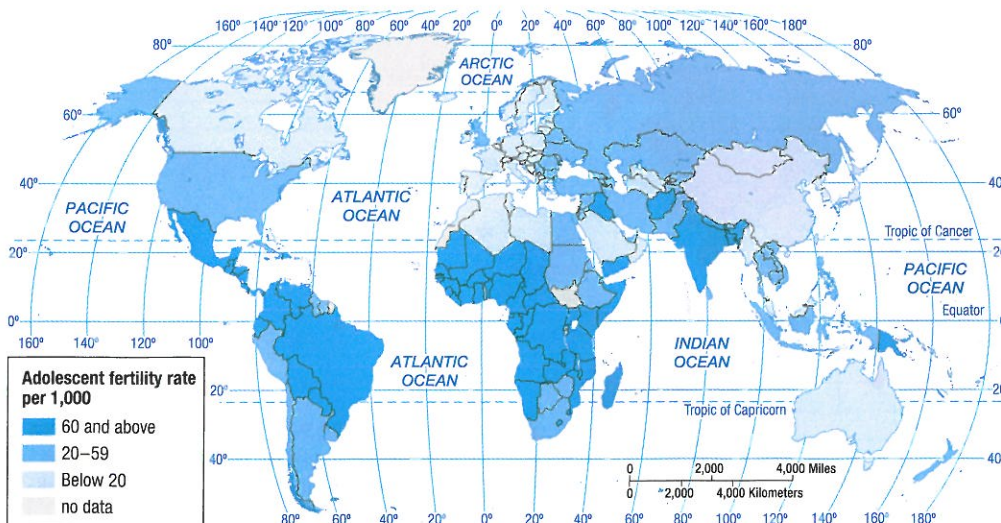 160° 140° 120° 100° 60° 40° 20° 0° 20° 40° 60° 100° 120° 140° 160° 180°
80° 80°
ARCTIC
OCEAN
60° 60°
40° 40°
PACIFIC
OCEAN
ATLANTIC
OCEAN
Tropic of Cancer
20° 20°
PACIFIC
OCEAN
Equator
0° 0°
160° 140° 120° 100°
ATLANTIC
OCEAN
INDIAN
OCEAN
20° 20°
Tropic of Capricorn
40° 40
Adolescent fertility rate
per 1,000
60 and above
20–59
Below 20
no data
0 2,000 4,000 Miles
0 2,000 4,000 Kilometers
80° 60° 40° 20° 0° 20° 40° 60° 80° 100° 120° 140° 160° 180°